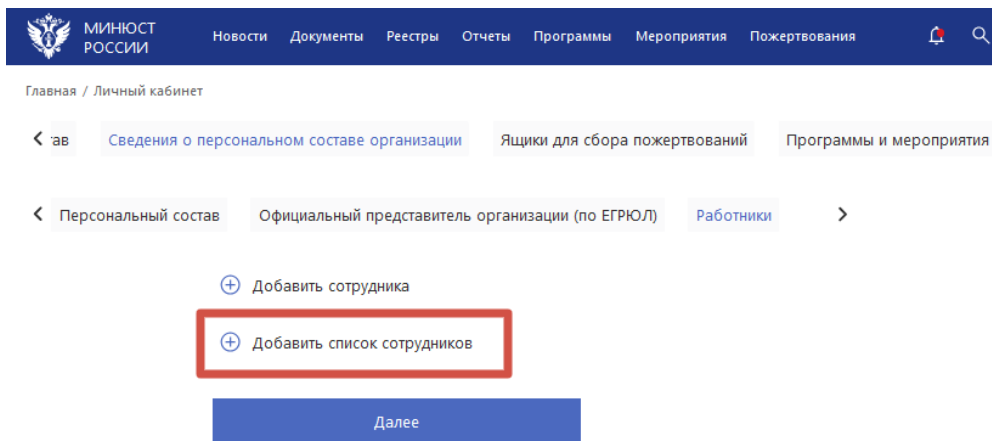 МИНЮСТ
РОССИИ
Новости Документы Реестры Отчеты Программы Мероприятия Пожертвования
Главная / Личный кабинет
тав Сведения о персональном составе организации Ящики для сбора пожертвований Программы и мероприятия
Персональный состав Официальный представитель организации (по ЕГРЮЛ) Работники
Добавить сотрудника
Добавить список сотрудников
Далее